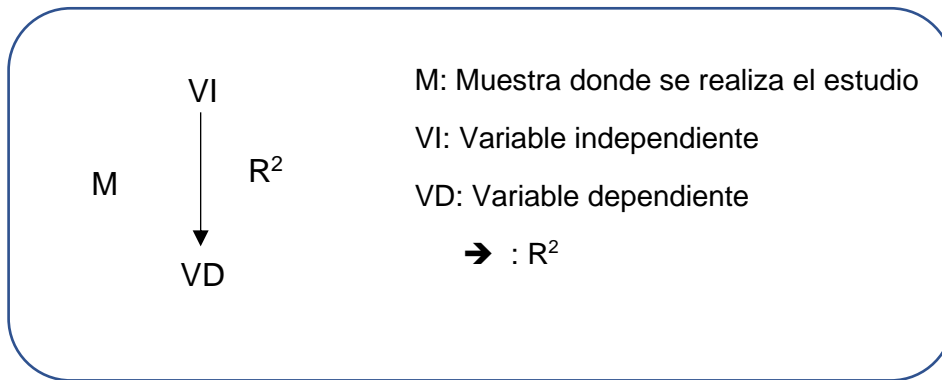 VI
M
R²
VD
M: Muestra donde se realiza el estudio
VI: Variable independiente
VD: Variable dependiente
➔ : R²